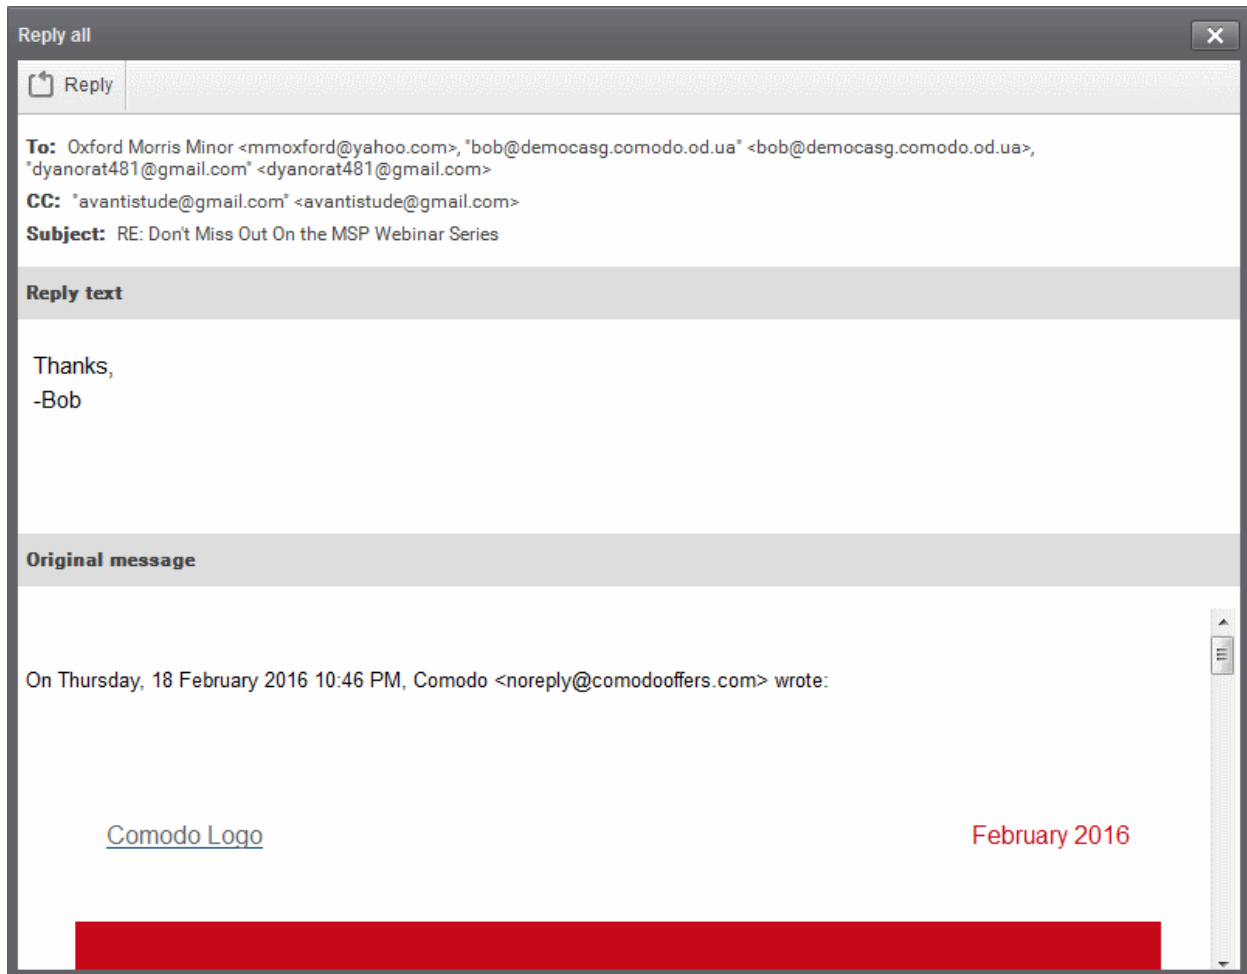 Reply all
Reply
To: Oxford Morris Minor <mmoxford@yahoo.com>, "bob@democasg.comodo.od.ua" <bob@democasg.comodo.od.ua>,
"dyanorat481@gmail.com" <dyanorat481@gmail.com>
CC: "avantistude@gmail.com" <avantistude@gmail.com>
Subject: RE: Don't Miss Out On the MSP Webinar Series
Reply text
Thanks,
-Bob
Original message
On Thursday, 18 February 2016 10:46 PM, Comodo <noreply@comodooffers.com> wrote:
Comodo Logo February 2016